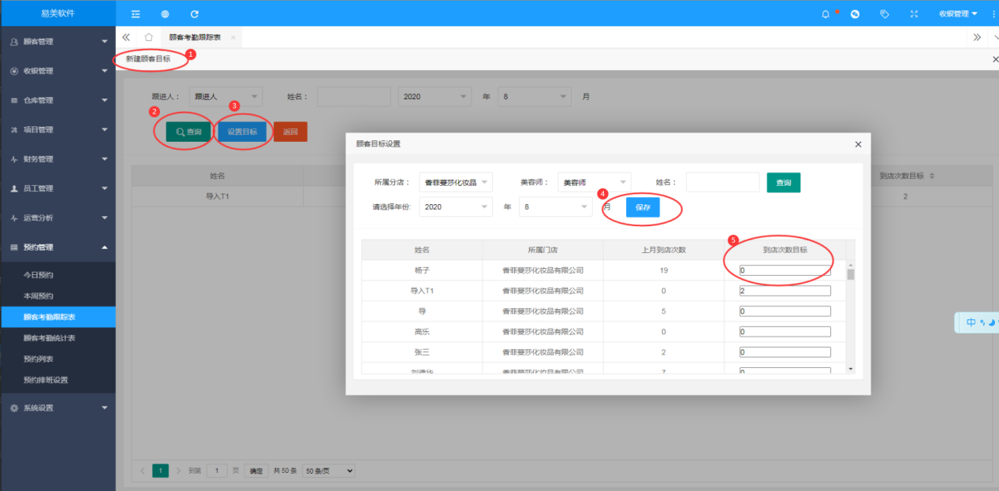 易美软件
收银管理
顾客考勤跟踪表
新建顾客目标
1
顾客管理
收银管理
仓库管理
项目管理
财务管理
员工管理
运营分析
预约管理
今日预约
本周预约
顾客考勤跟踪表
顾客考勤统计表
预约列表
预约排班设置
系统设置
跟进人： 跟进人 姓名： 2020 年 8 月
2 3
查询 设置目标 返回
姓名 到店次数目标
导入T1 2
顾客目标设置
所属分店： 香菲蔓莎化妆品 美容师： 美容师 姓名： 查询
4
请选择年份: 2020 年 8 月 保存
5
姓名 所属门店 上月到店次数 到店次数目标
杨子 香菲蔓莎化妆品有限公司 19 0
导入T1 香菲蔓莎化妆品有限公司 0 2
导 香菲蔓莎化妆品有限公司 5 0
高乐 香菲蔓莎化妆品有限公司 0 0
张三 香菲蔓莎化妆品有限公司 2 0
刘德华 香菲蔓莎化妆品有限公司 7 0
中
1 到第 1 页 确定 共 50 条 50 条/页